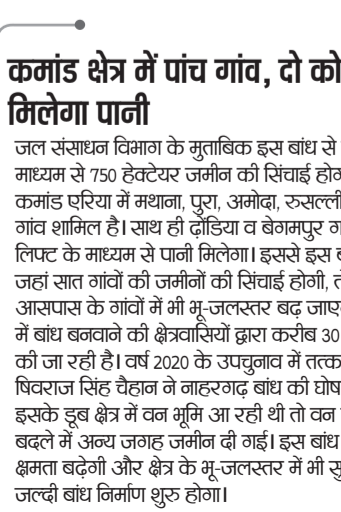 कमांड क्षेत्र में पांच गांव, दो को
मिलेगा पानी
जल संसाधन विभाग के मुताबिक इस बांध से
माध्यम से 750 हेक्टेयर जमीन की सिंचाई
कमांड एरिया में मथाना, पुरा, अमोदा, रुसल्ली
गांव शामिल है। साथ ही ढ़ोंडिया व बेगमपुर
लिफ्ट के माध्यम से पानी मिलेगा। इससे इस
जहां सात गांवों की जमीनों की सिंचाई होगी,
आसपास के गांवों में भी भू-जलस्तर बढ़
में बांध बनवाने की क्षेत्रवासियों द्वारा करीब 30
की जा रही है। वर्ष 2020 के उपचुनाव में
षिवराज सिंह चैहान ने नाहरगढ़ बांध की
इसके डूब क्षेत्र में वन भूमि आ रही थी तो वन
बदले में अन्य जगह जमीन दी गई। इस बांध
क्षमता बढ़ेगी और क्षेत्र के भू-जलस्तर में भी
जल्दी बांध निर्माण शुरु होगा।